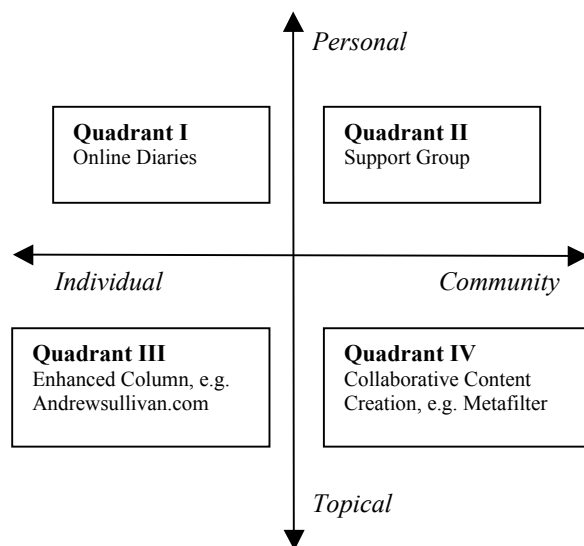 Personal
Quadrant I
Online Diaries
Quadrant II
Support Group
Individual
Community
Quadrant III
Enhanced Column, e.g.
Andrewsullivan.com
Quadrant IV
Collaborative Content
Creation, e.g. Metafilter
Topical